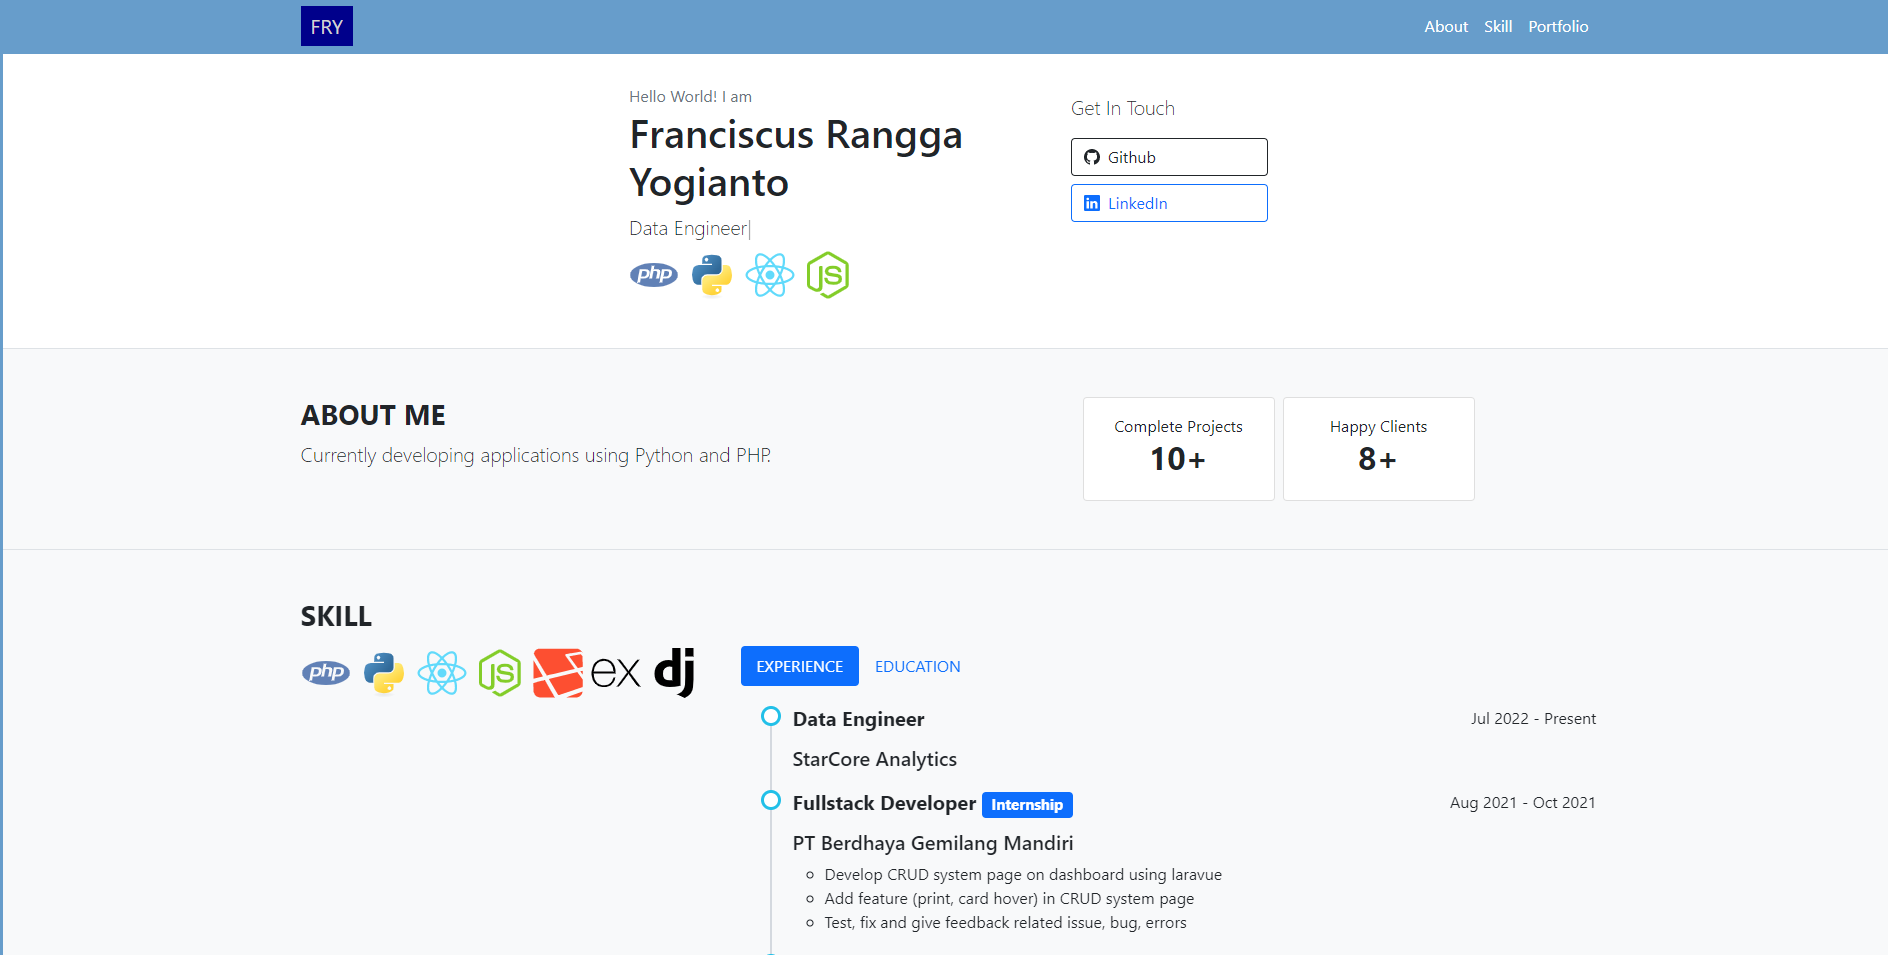 FRY
About Skill Portfolio
Hello World! I am
Franciscus Rangga
Yogianto
Data Engineer|
php
JS
Get In Touch
Github
in LinkedIn
ABOUT ME
Currently developing applications using Python and PHP.
Complete Projects
10+
Happy Clients
8+
SKILL
php JS ex dj
EXPERIENCE EDUCATION
Data Engineer Jul 2022 - Present
StarCore Analytics
Fullstack Developer Internship Aug 2021 - Oct 2021
PT Berdhaya Gemilang Mandiri
Develop CRUD system page on dashboard using laravue
Add feature (print, card hover) in CRUD system page
Test, fix and give feedback related issue, bug, errors